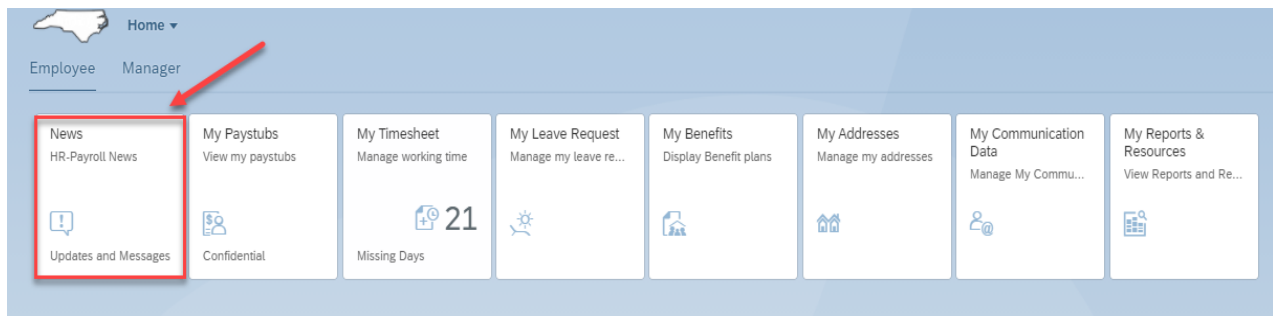 Home
Employee Manager
News
HR-Payroll News
Updates and Messages
My Paystubs
View my paystubs
Confidential
My Timesheet
Manage working time
21
Missing Days
My Leave Request
Manage my leave re...
My Benefits
Display Benefit plans
My Addresses
Manage my addresses
My Communication
Data
Manage My Commu...
My Reports &
Resources
View Reports and Re...